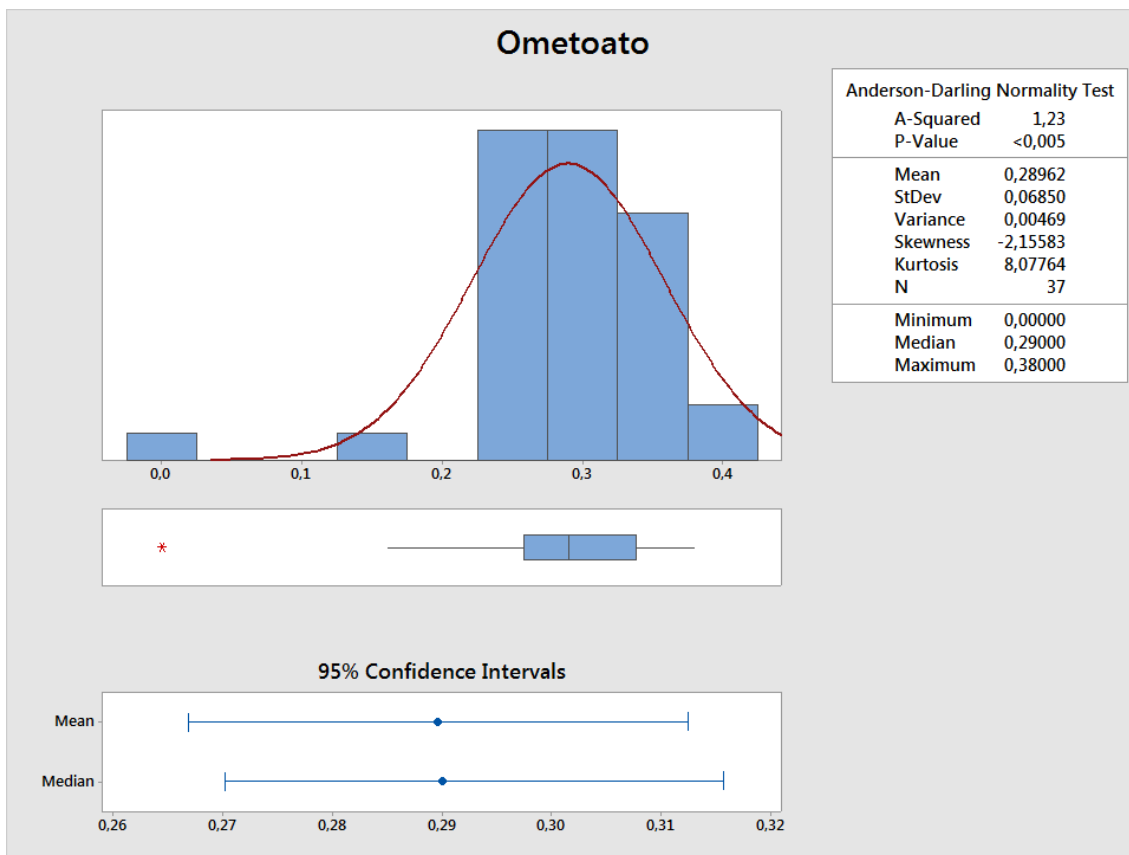 Ometoato
Anderson-Darling Normality Test
A-Squared 1,23
P-Value <0,005
Mean 0,28962
StDev 0,06850
Variance 0,00469
Skewness -2,15583
Kurtosis 8,07764
N 37
Minimum 0,00000
Median 0,29000
Maximum 0,38000
0,0 0,1 0,2 0,3 0,4
95% Confidence Intervals
Mean
Median
0,26 0,27 0,28 0,29 0,30 0,31 0,32